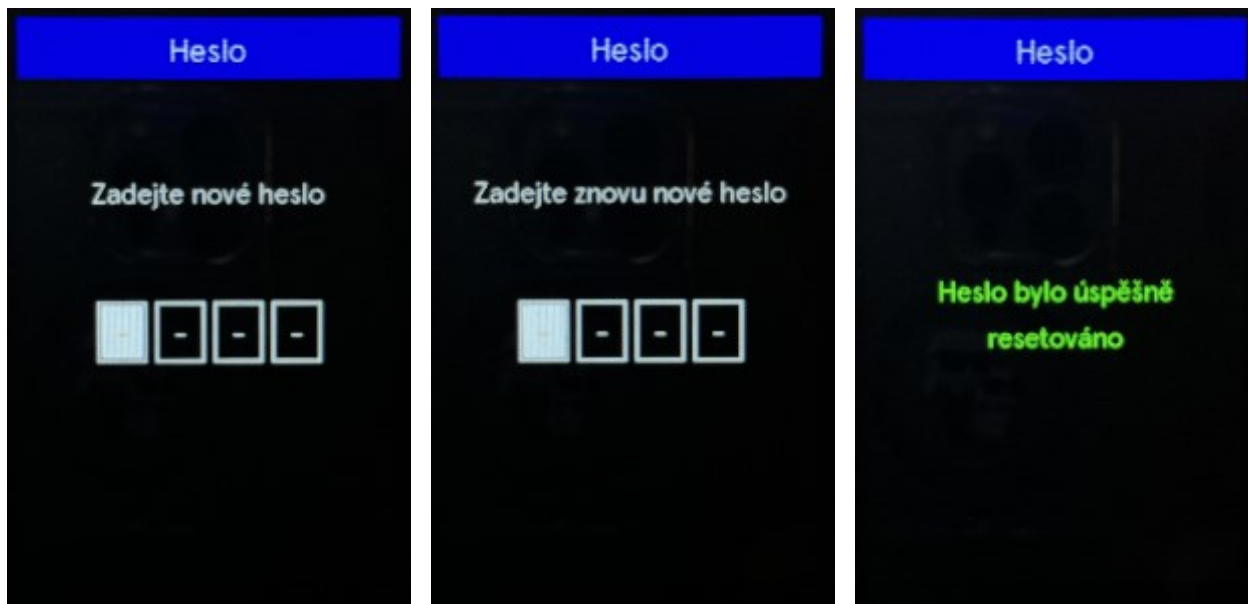 Heslo
Zadejte nové heslo
- - - -
Heslo
Zadejte znovu nové heslo
- - - -
Heslo
Heslo bylo úspěšně
resetováno